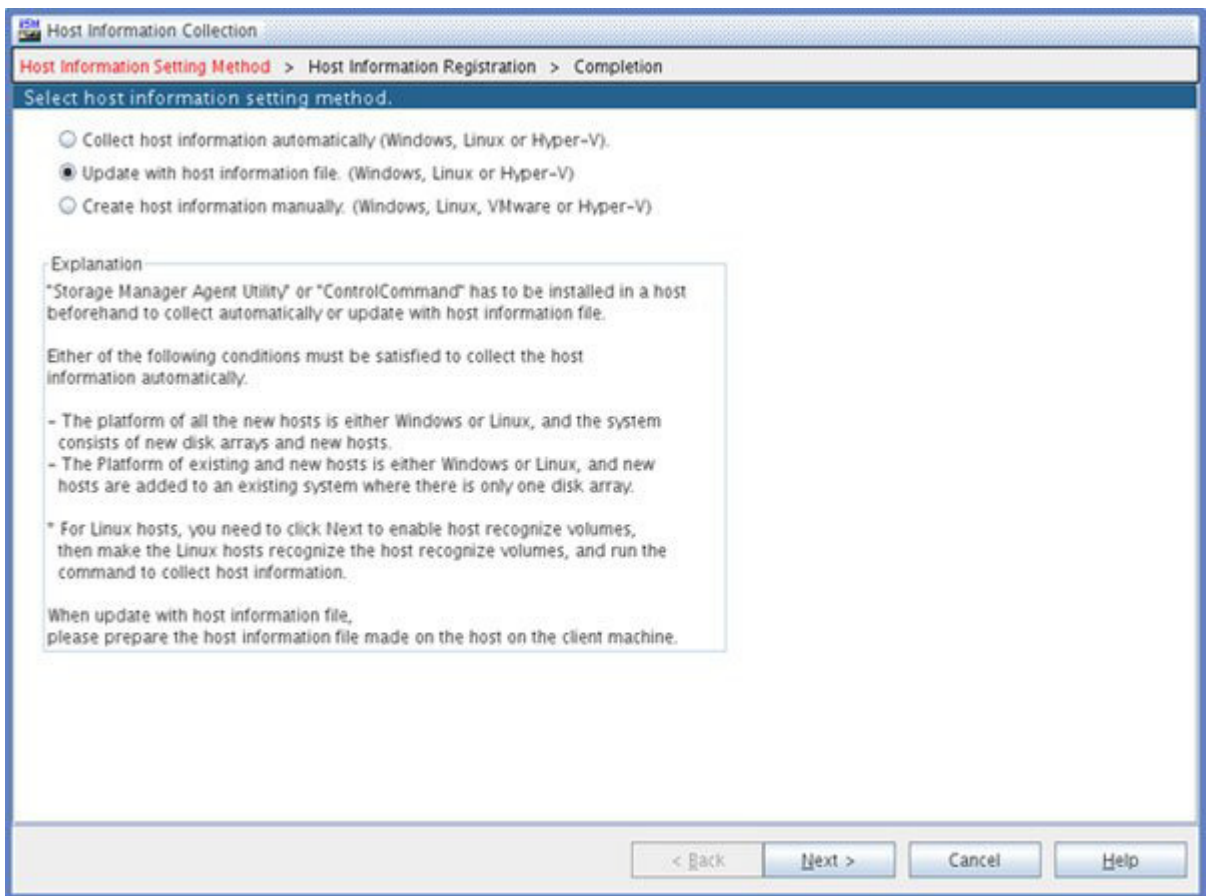 Host Information Collection
Host Information Setting Method > Host Information Registration > Completion
Select host information setting method.
Collect host information automatically (Windows, Linux or Hyper-V).
Update with host information file. (Windows, Linux or Hyper-V)
Create host information manually. (Windows, Linux, VMware or Hyper-V)
Explanation
"Storage Manager Agent Utility" or "ControlCommand" has to be installed in a host
beforehand to collect automatically or update with host information file.
Either of the following conditions must be satisfied to collect the host
information automatically.
- The platform of all the new hosts is either Windows or Linux, and the system
consists of new disk arrays and new hosts.
- The Platform of existing and new hosts is either Windows or Linux, and new
hosts are added to an existing system where there is only one disk array.
* For Linux hosts, you need to click Next to enable host recognize volumes,
then make the Linux hosts recognize the host recognize volumes, and run the
command to collect host information.
When update with host information file,
please prepare the host information file made on the host on the client machine.
< Back Next > Cancel Help